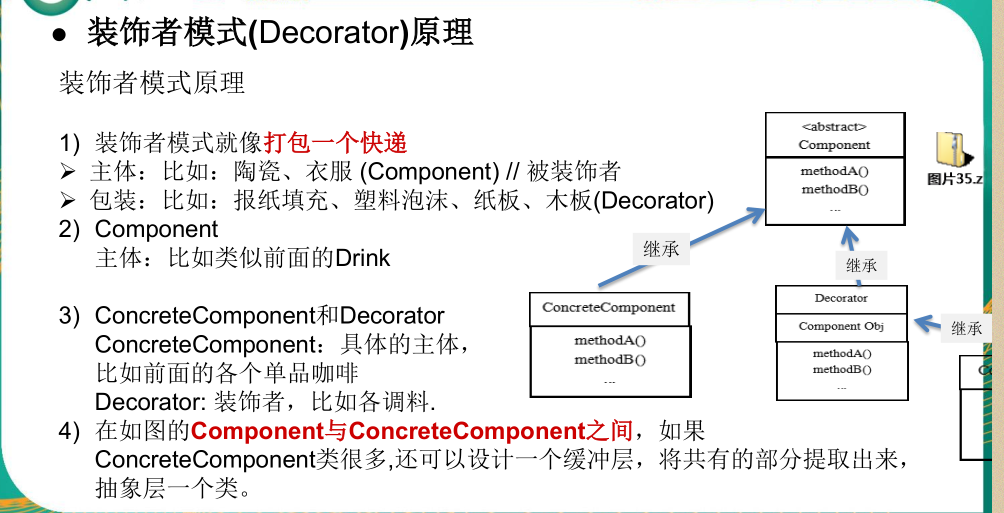 ● 装饰者模式(Decorator)原理
装饰者模式原理
1) 装饰者模式就像打包一个快递
➢ 主体：比如：陶瓷、衣服 (Component) // 被装饰者
➢ 包装：比如：报纸填充、塑料泡沫、纸板、木板(Decorator)
2) Component
主体：比如类似前面的Drink
3) ConcreteComponent和Decorator
ConcreteComponent：具体的主体，
比如前面的各个单品咖啡
Decorator: 装饰者，比如各调料.
4) 在如图的Component与ConcreteComponent之间，如果
ConcreteComponent类很多,还可以设计一个缓冲层，将共有的部分提取出来，
抽象层一个类。
<abstract>
Component
methodA()
methodB()
...
图片35.z
继承
继承
ConcreteComponent
methodA()
methodB()
...
Decorator
Component Obj
methodA()
methodB()
...
继承